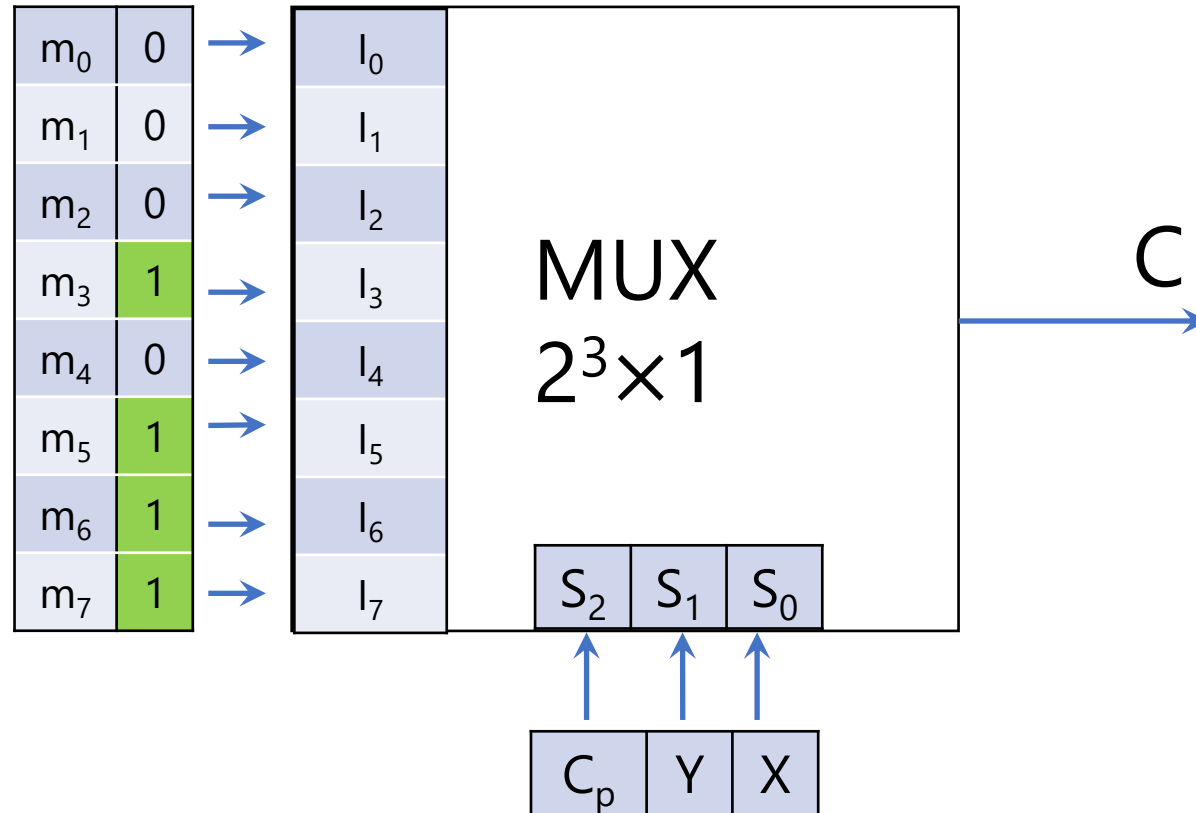 m₀ 0 I₀
m₁ 0 I₁
m₂ 0 I₂
m₃ 1 I₃
m₄ 0 I₄
m₅ 1 I₅
m₆ 1 I₆
m₇ 1 I₇
MUX
2³×1
C
S₂ S₁ S₀
Cₚ Y X